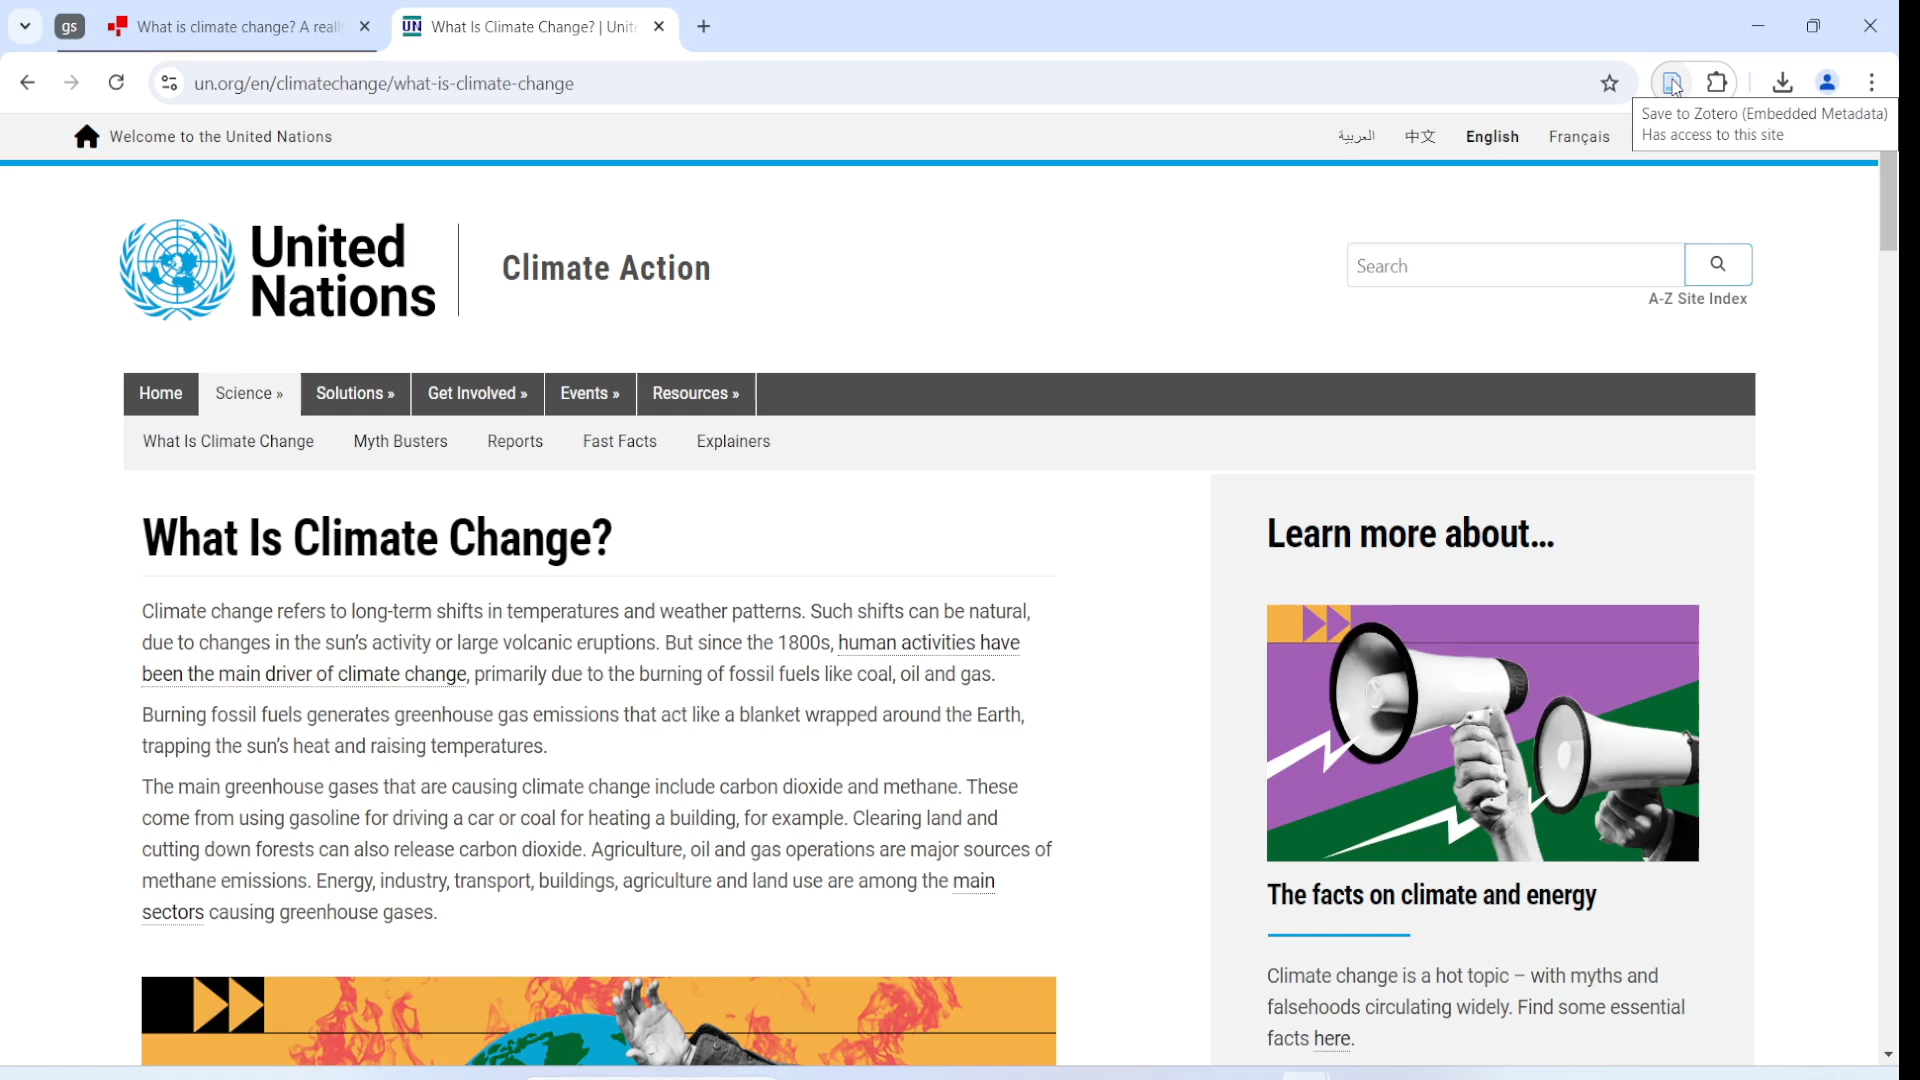 gs
What is climate change? A reall
What Is Climate Change? | Unite
un.org/en/climatechange/what-is-climate-change
Save to Zotero (Embedded Metadata)
Has access to this site
Welcome to the United Nations
العربية
中文
English
Français
United
Nations
Climate Action
Search
A-Z Site Index
Home
Science »
Solutions »
Get Involved »
Events »
Resources »
What Is Climate Change
Myth Busters
Reports
Fast Facts
Explainers
What Is Climate Change?
Climate change refers to long-term shifts in temperatures and weather patterns. Such shifts can be natural,
due to changes in the sun’s activity or large volcanic eruptions. But since the 1800s, human activities have
been the main driver of climate change, primarily due to the burning of fossil fuels like coal, oil and gas.
Burning fossil fuels generates greenhouse gas emissions that act like a blanket wrapped around the Earth,
trapping the sun’s heat and raising temperatures.
The main greenhouse gases that are causing climate change include carbon dioxide and methane. These
come from using gasoline for driving a car or coal for heating a building, for example. Clearing land and
cutting down forests can also release carbon dioxide. Agriculture, oil and gas operations are major sources of
methane emissions. Energy, industry, transport, buildings, agriculture and land use are among the main
sectors causing greenhouse gases.
Learn more about...
The facts on climate and energy
Climate change is a hot topic – with myths and
falsehoods circulating widely. Find some essential
facts here.